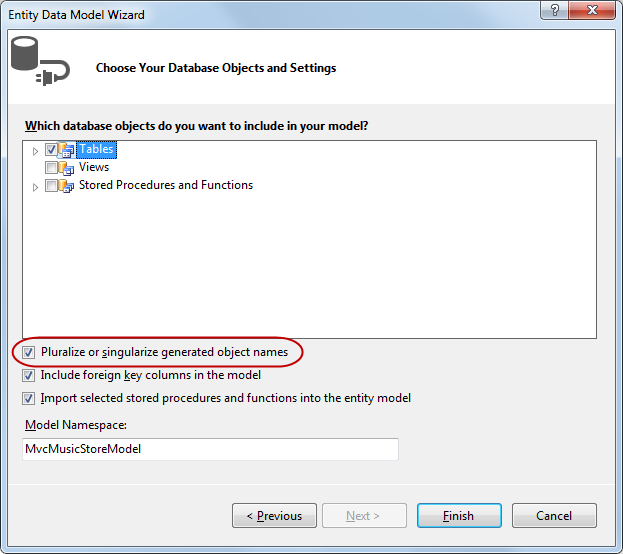 Entity Data Model Wizard
?
Choose Your Database Objects and Settings
Which database objects do you want to include in your model?
Tables
Views
Stored Procedures and Functions
Pluralize or singularize generated object names
Include foreign key columns in the model
Import selected stored procedures and functions into the entity model
Model Namespace:
MvcMusicStoreModel
< Previous
Next >
Finish
Cancel